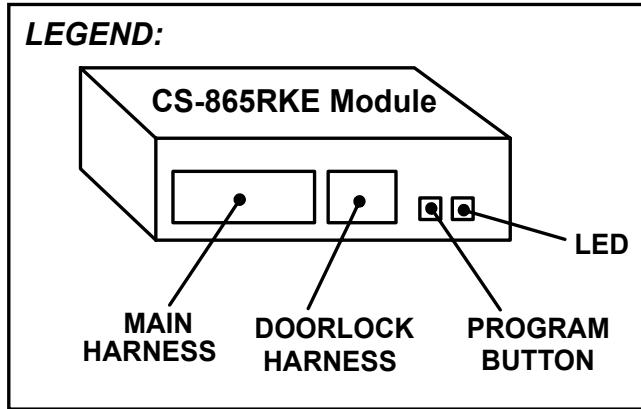 LEGEND:
CS-865RKE Module
LED
MAIN
HARNESS
DOORLOCK
HARNESS
PROGRAM
BUTTON